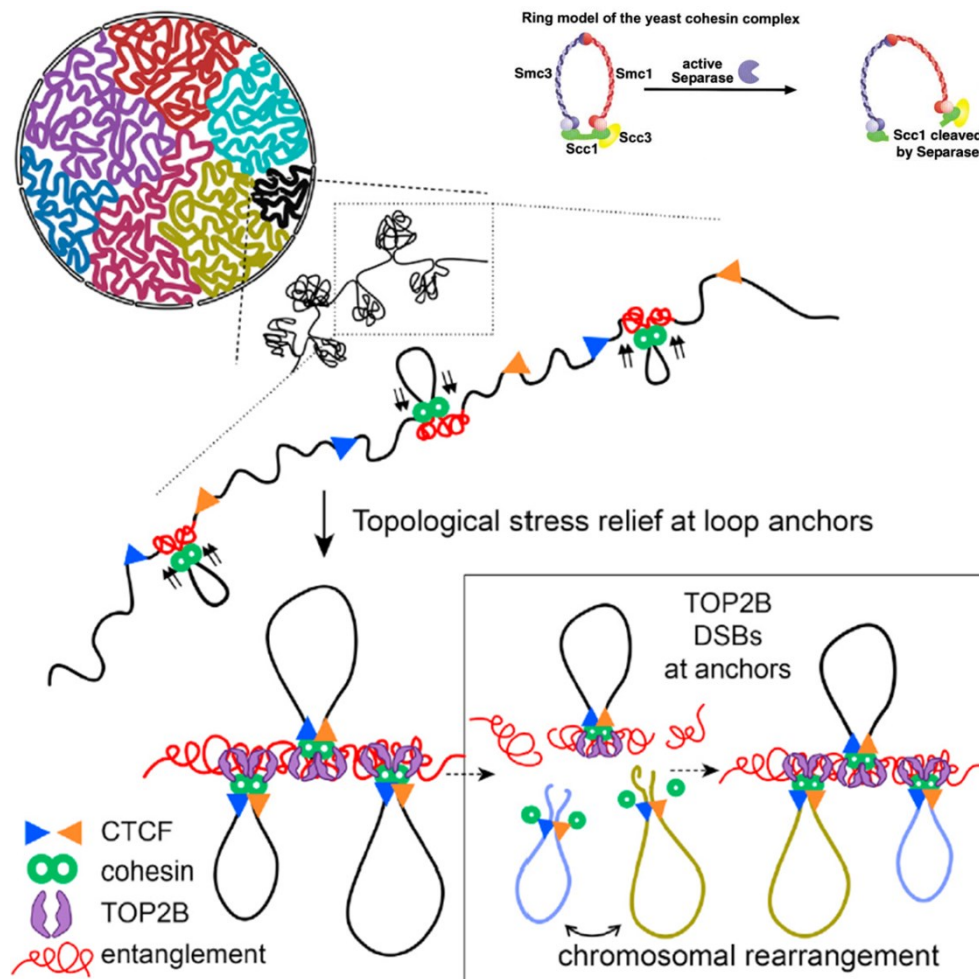 Ring model of the yeast cohesin complex
Smc3
Smc1
active
Separase
Scc3
Scc1
Scc1 cleaved
by Separase
Topological stress relief at loop anchors
TOP2B
DSBs
at anchors
CTCF
cohesin
TOP2B
entanglement
chromosomal rearrangement